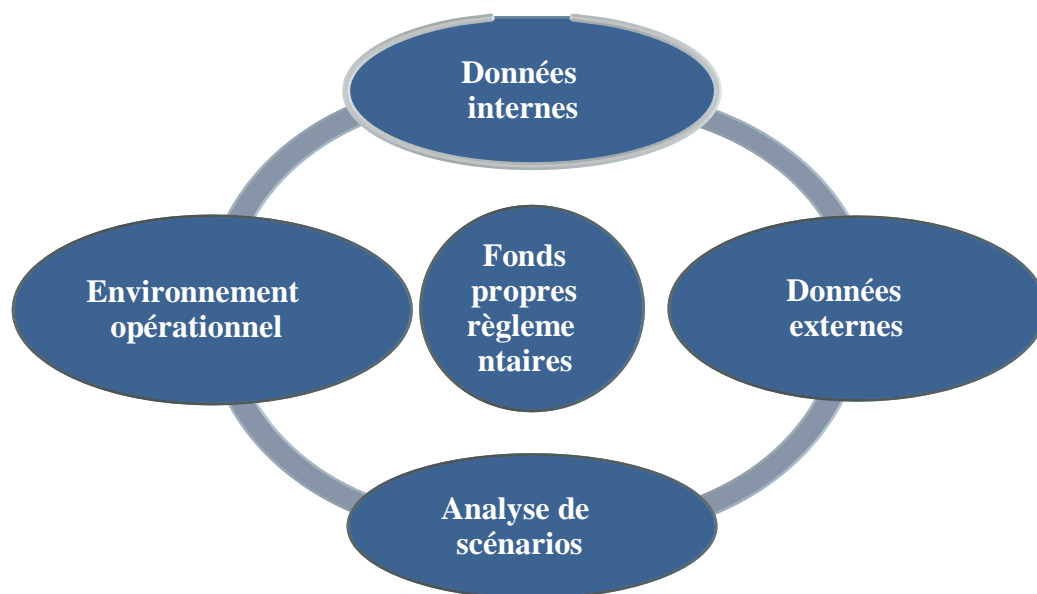 Données
internes
Environnement
opérationnel
Fonds
propres
règleme
ntaires
Données
externes
Analyse de
scénarios